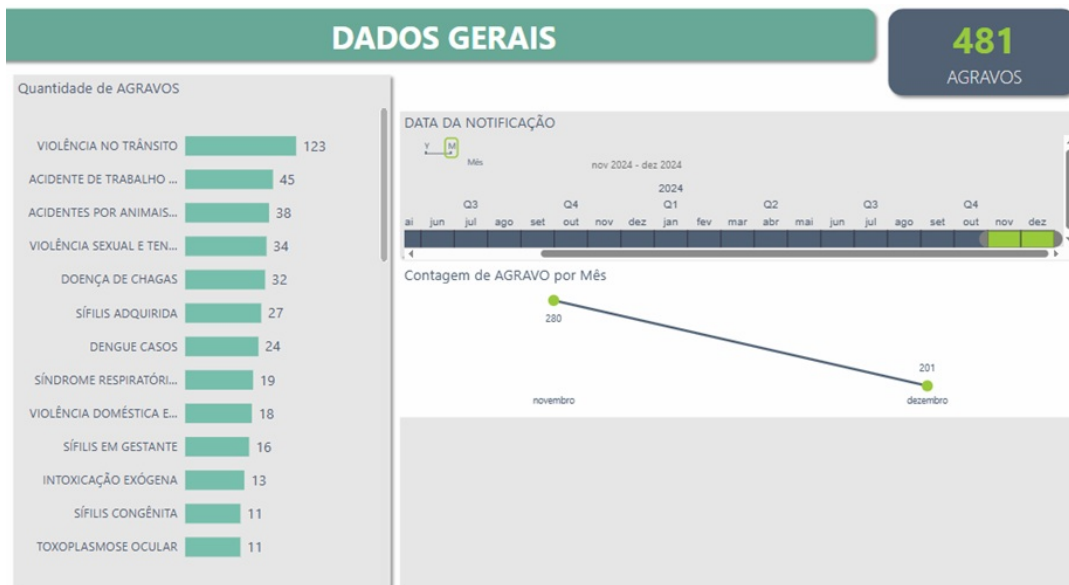 DADOS GERAIS
481
AGRAVOS
Quantidade de AGRAVOS
VIOLÊNCIA NO TRÂNSITO 123
ACIDENTE DE TRABALHO ... 45
ACIDENTES POR ANIMAIS... 38
VIOLÊNCIA SEXUAL E TEN... 34
DOENÇA DE CHAGAS 32
SÍFILIS ADQUIRIDA 27
DENGUE CASOS 24
SÍNDROME RESPIRATÓRI... 19
VIOLÊNCIA DOMÉSTICA E... 18
SÍFILIS EM GESTANTE 16
INTOXICAÇÃO EXÓGENA 13
SÍFILIS CONGÊNITA 11
TOXOPLASMOSE OCULAR 11
DATA DA NOTIFICAÇÃO
Y M
Mês
nov 2024 - dez 2024
2024
Q3 Q4 Q1 Q2 Q3 Q4
ai jun jul ago set out nov dez jan fev mar abr mai jun jul ago set out nov dez
Contagem de AGRAVO por Mês
280
201
novembro dezembro